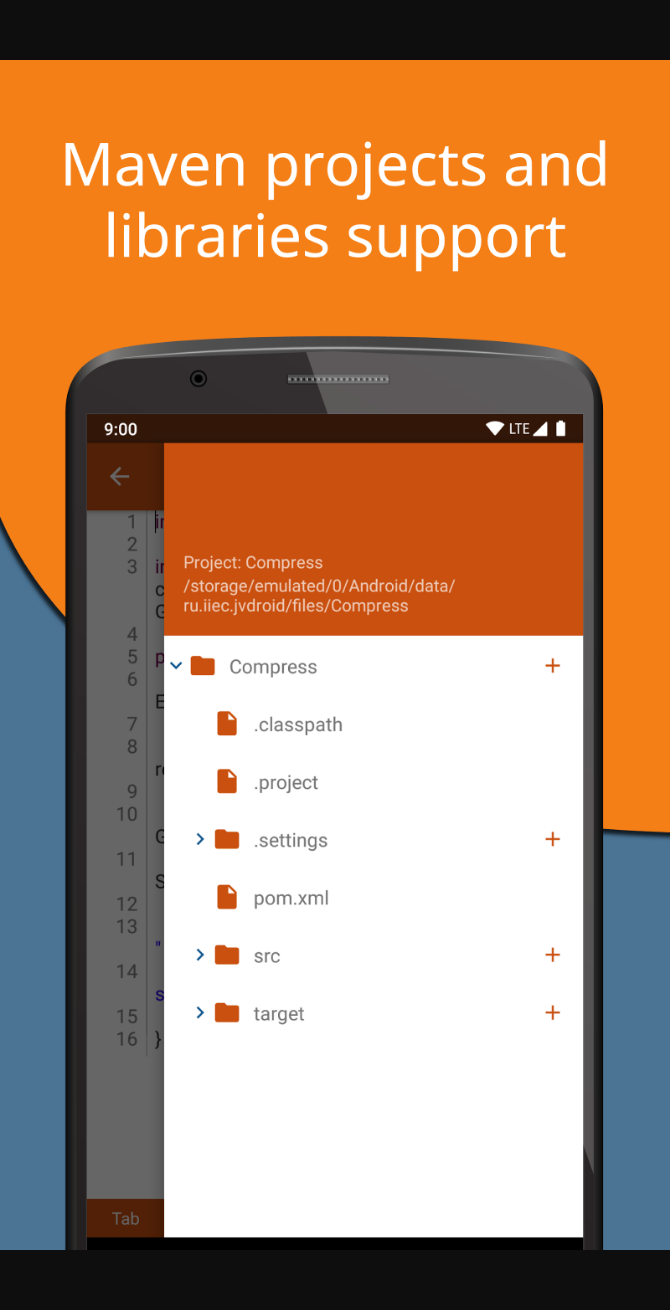 Maven projects and
libraries support
9:00
LTE
Project: Compress
/storage/emulated/0/Android/data/
ru.iiec.jvdroid/files/Compress
Compress
.classpath
.project
.settings
pom.xml
src
target
1
2
3
4
5
6
7
8
9
10
11
12
13
"
14
15
16 }
Tab